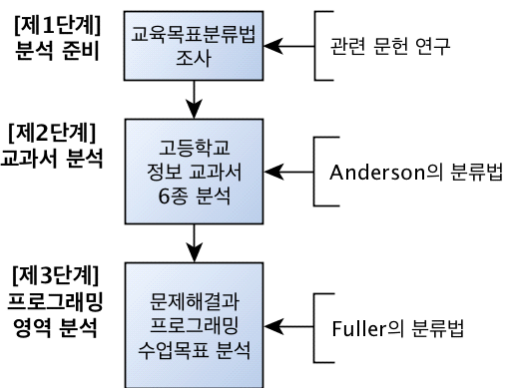 [제1단계]
분석 준비
교육목표분류법
조사
관련 문헌 연구
[제2단계]
교과서 분석
고등학교
정보 교과서
6종 분석
Anderson의 분류법
[제3단계]
프로그래밍
영역 분석
문제해결과
프로그래밍
수업목표 분석
Fuller의 분류법